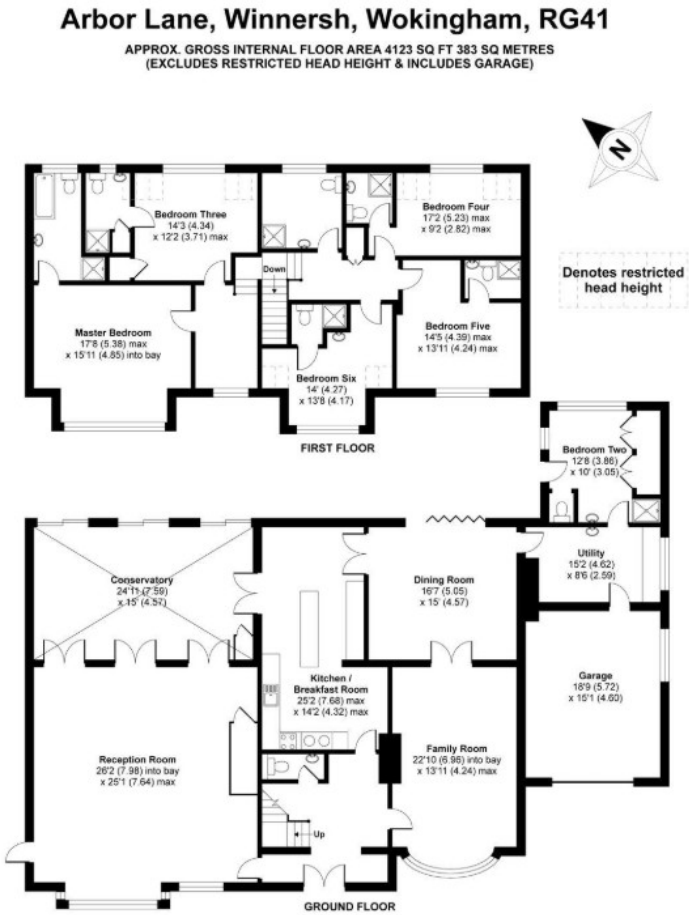 Arbor Lane, Winnersh, Wokingham, RG41
APPROX. GROSS INTERNAL FLOOR AREA 4123 SQ FT 383 SQ METRES
(EXCLUDES RESTRICTED HEAD HEIGHT & INCLUDES GARAGE)
N
Denotes restricted
head height
Bedroom Three
14'3 (4.34)
x 12'2 (3.71) max
Bedroom Four
17'2 (5.23) max
x 9'2 (2.82) max
Down
Master Bedroom
17'8 (5.38) max
x 15'11 (4.85) into bay
Bedroom Five
14'5 (4.39) max
x 13'11 (4.24) max
Bedroom Six
14' (4.27)
x 13'8 (4.17)
FIRST FLOOR
Bedroom Two
12'8 (3.86)
x 10' (3.05)
Conservatory
24'11 (7.59)
x 15' (4.57)
Dining Room
16'7 (5.05)
x 15' (4.57)
Utility
15'2 (4.62)
x 8'6 (2.59)
Kitchen /
Breakfast Room
25'2 (7.68) max
x 14'2 (4.32) max
Garage
18'9 (5.72)
x 15'1 (4.60)
Reception Room
26'2 (7.98) into bay
x 25'1 (7.64) max
Family Room
22'10 (6.96) into bay
x 13'11 (4.24) max
Up
GROUND FLOOR